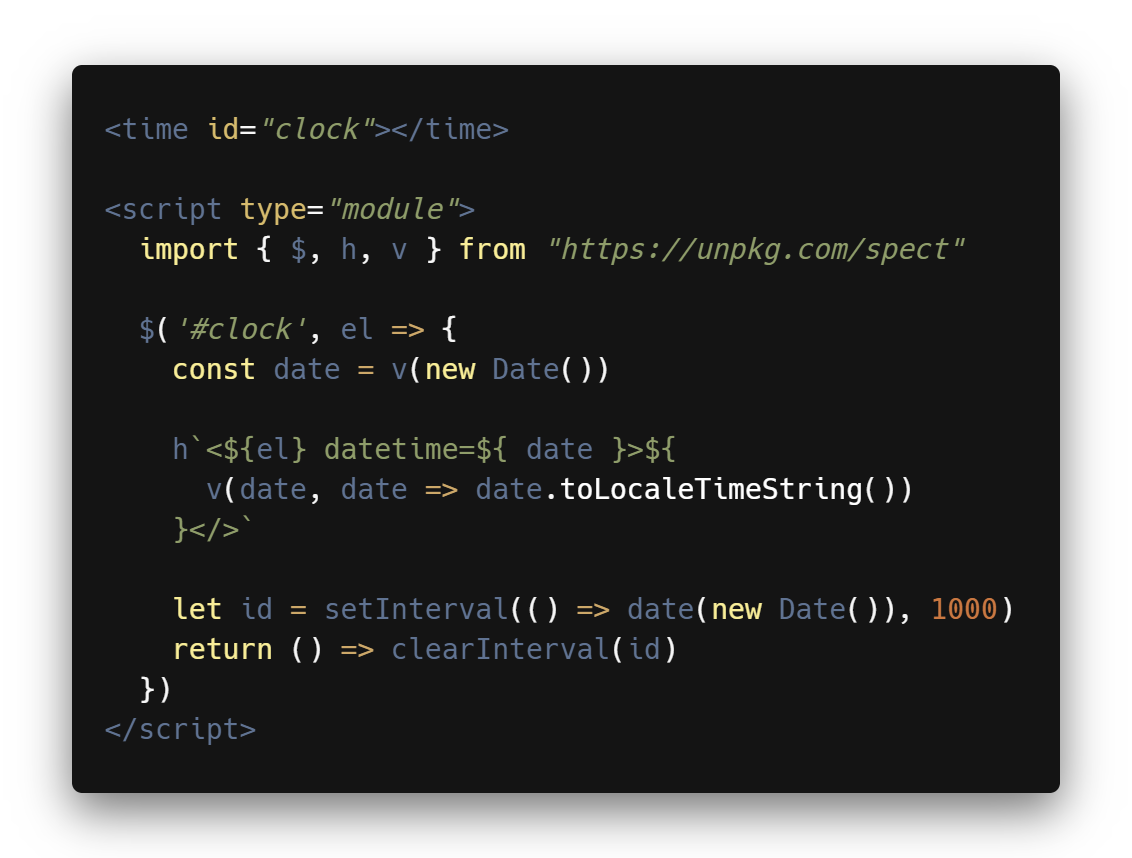 <time id="clock"></time>
<script type="module">
import { $, h, v } from "https://unpkg.com/spect"
$('#clock', el => {
const date = v(new Date())
h`<${el} datetime=${ date }>${
v(date, date => date.toLocaleTimeString())
}</>`
let id = setInterval(() => date(new Date()), 1000)
return () => clearInterval(id)
})
</script>